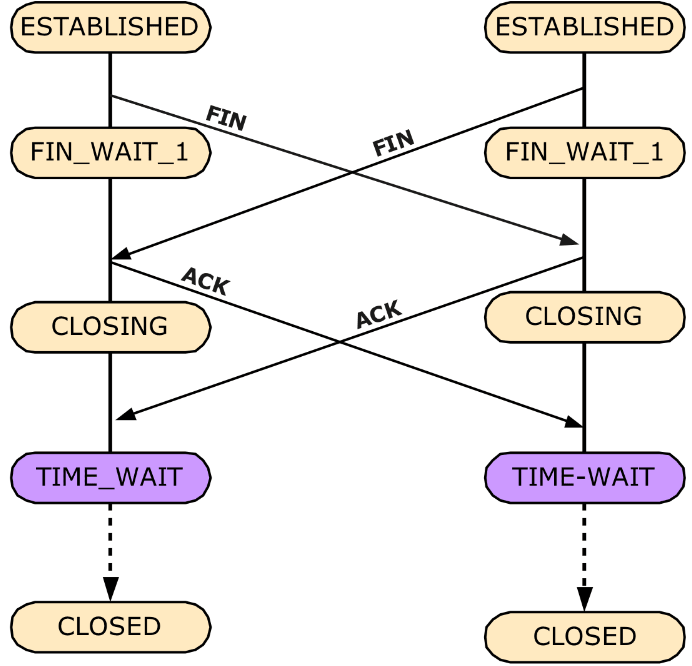 ESTABLISHED
ESTABLISHED
FIN
FIN
FIN_WAIT_1
FIN_WAIT_1
ACK
ACK
CLOSING
CLOSING
TIME_WAIT
TIME-WAIT
CLOSED
CLOSED